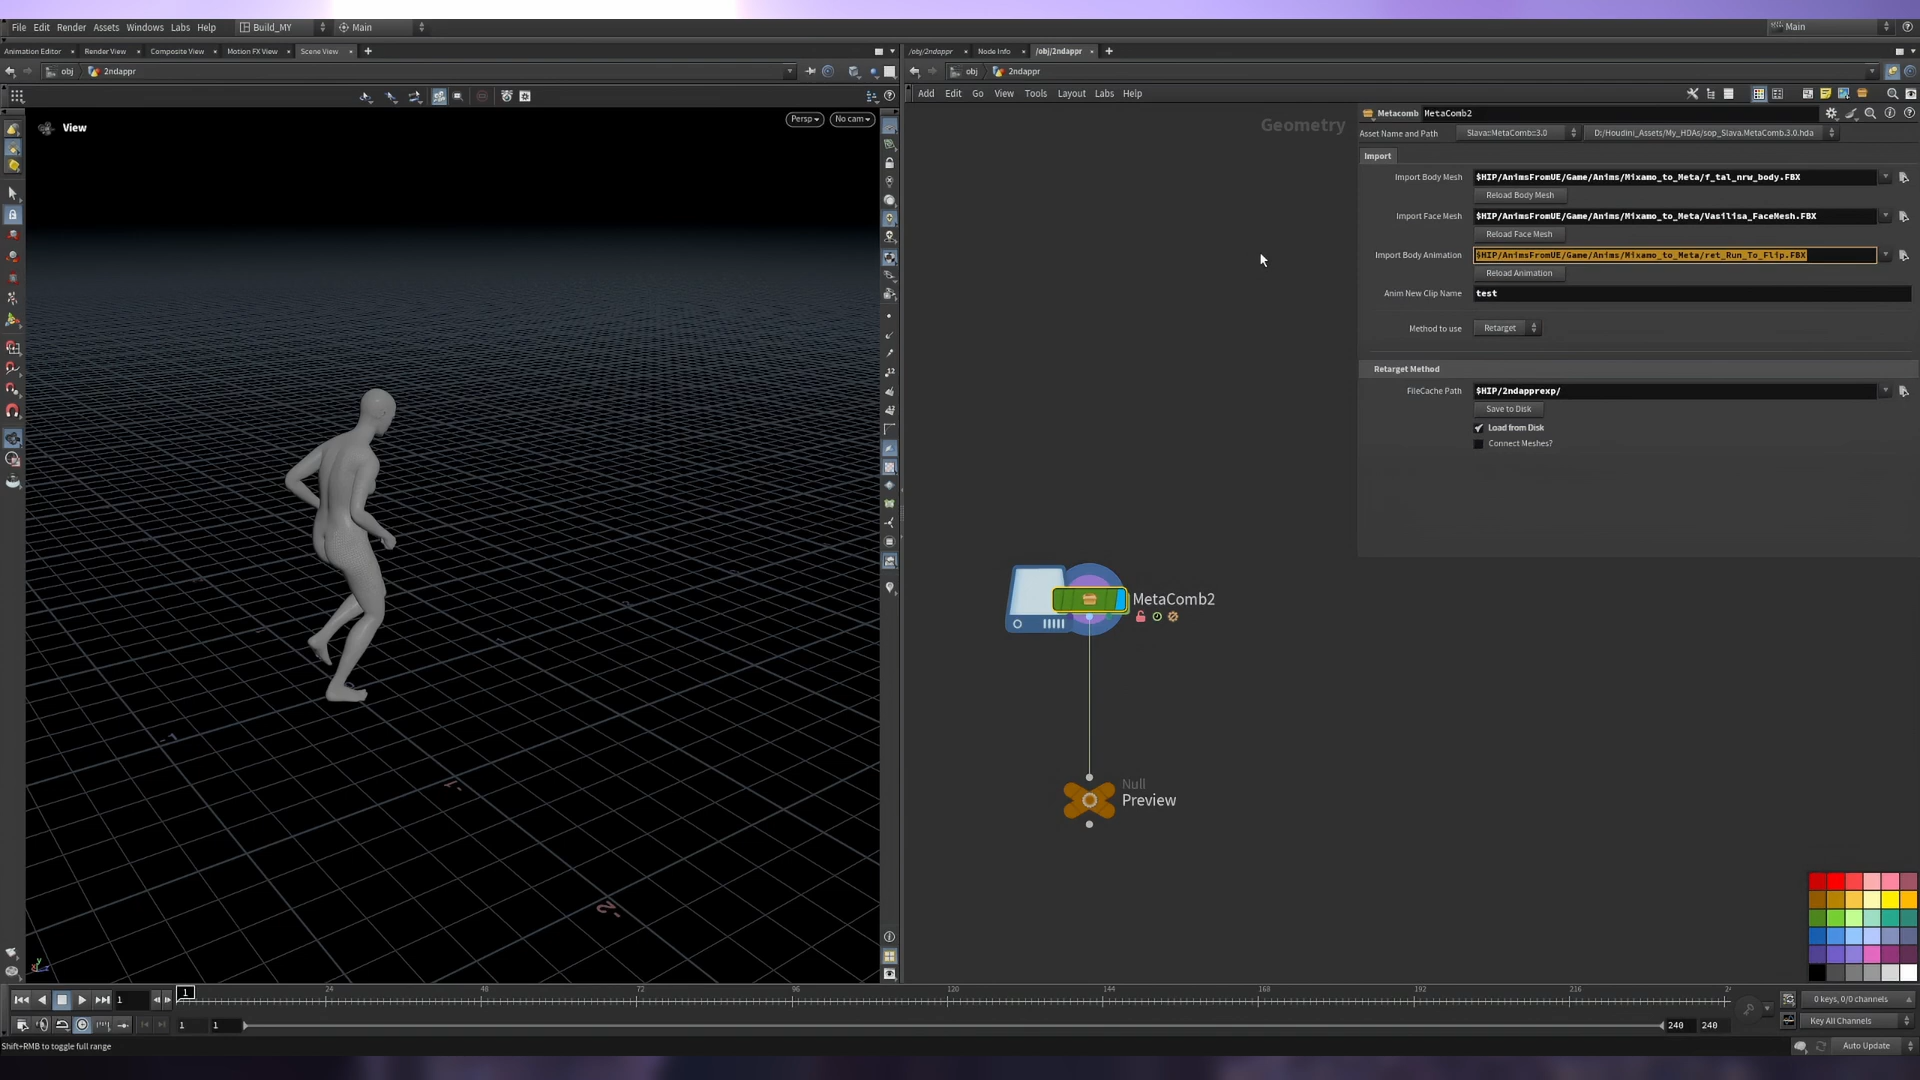 File Edit Render Assets Windows Labs Help Build_MY Main Main
Animation Editor Render View Composite View Motion FX View Scene View
/obj/2ndappr Node Info /obj/2ndappr
obj 2ndappr
obj 2ndappr
Add Edit Go View Tools Layout Labs Help
View
Persp No cam
Geometry
Metacomb MetaComb2
Asset Name and Path Slava::MetaComb::3.0 D:/Houdini_Assets/My_HDAs/sop_Slava.MetaComb.3.0.hda
Import
Import Body Mesh $HIP/AnimsFromUE/Game/Anims/Mixamo_to_Meta/f_tal_nrw_body.FBX
Reload Body Mesh
Import Face Mesh $HIP/AnimsFromUE/Game/Anims/Mixamo_to_Meta/Vasilisa_FaceMesh.FBX
Reload Face Mesh
Import Body Animation $HIP/AnimsFromUE/Game/Anims/Mixamo_to_Meta/ret_Run_To_Flip.FBX
Reload Animation
Anim New Clip Name test
Method to use Retarget
Retarget Method
FileCache Path $HIP/2ndapprexp/
Save to Disk
Load from Disk
Connect Meshes?
MetaComb2
Null
Preview
-1
-1
-2
1 1 24 48 72 96 120 144 168 192 216
0 keys, 0/0 channels
1 1 240 240
Key All Channels
Shift+RMB to toggle full range
Auto Update